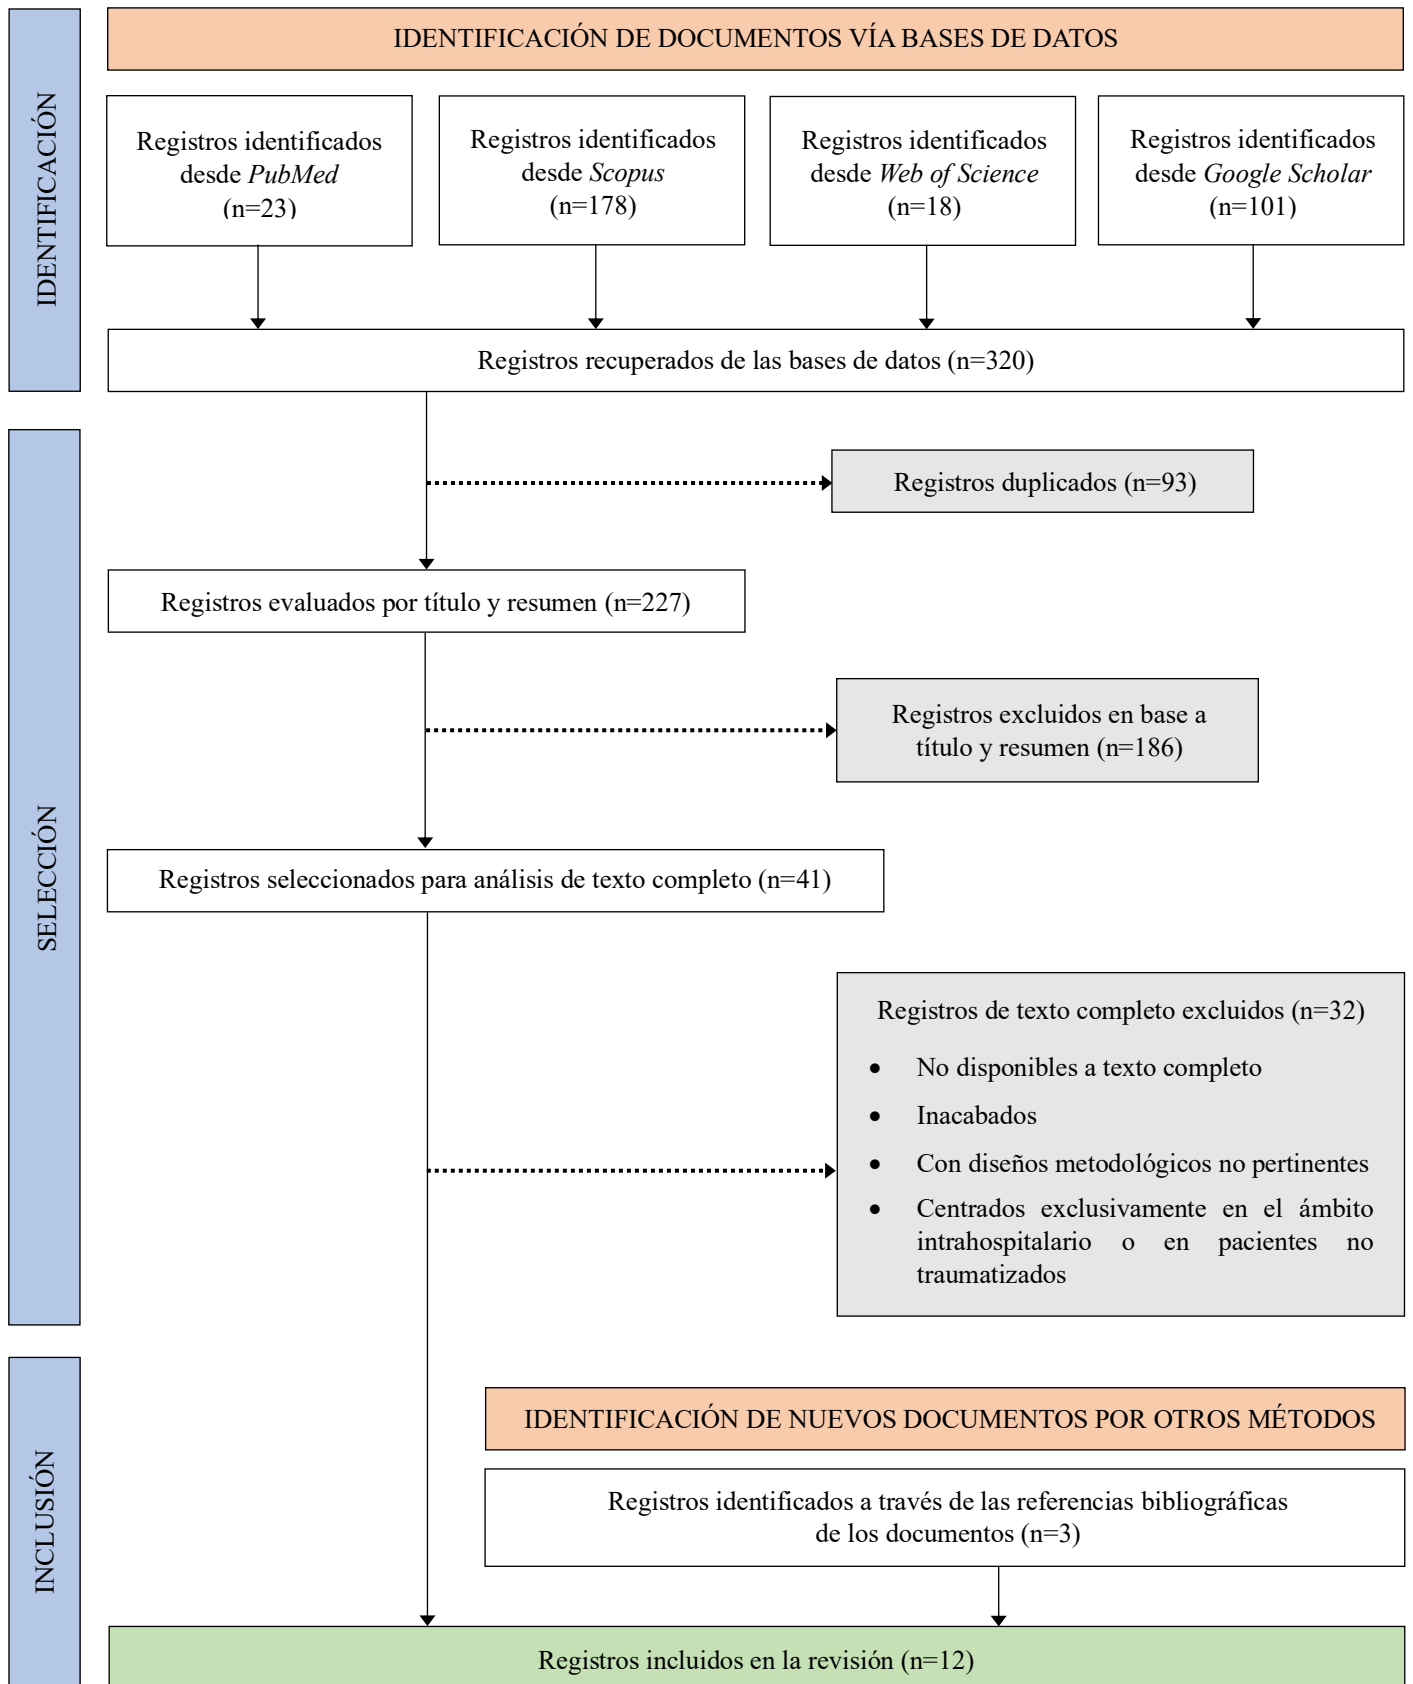 IDENTIFICACIÓN
IDENTIFICACIÓN DE DOCUMENTOS VÍA BASES DE DATOS
Registros identificados
desde PubMed
(n=23)
Registros identificados
desde Scopus
(n=178)
Registros identificados
desde Web of Science
(n=18)
Registros identificados
desde Google Scholar
(n=101)
Registros recuperados de las bases de datos (n=320)
SELECCIÓN
Registros duplicados (n=93)
Registros evaluados por título y resumen (n=227)
Registros excluidos en base a
título y resumen (n=186)
Registros seleccionados para análisis de texto completo (n=41)
Registros de texto completo excluidos (n=32)
• No disponibles a texto completo
• Inacabados
• Con diseños metodológicos no pertinentes
• Centrados exclusivamente en el ámbito
intrahospitalario o en pacientes no
traumatizados
INCLUSIÓN
IDENTIFICACIÓN DE NUEVOS DOCUMENTOS POR OTROS MÉTODOS
Registros identificados a través de las referencias bibliográficas
de los documentos (n=3)
Registros incluidos en la revisión (n=12)